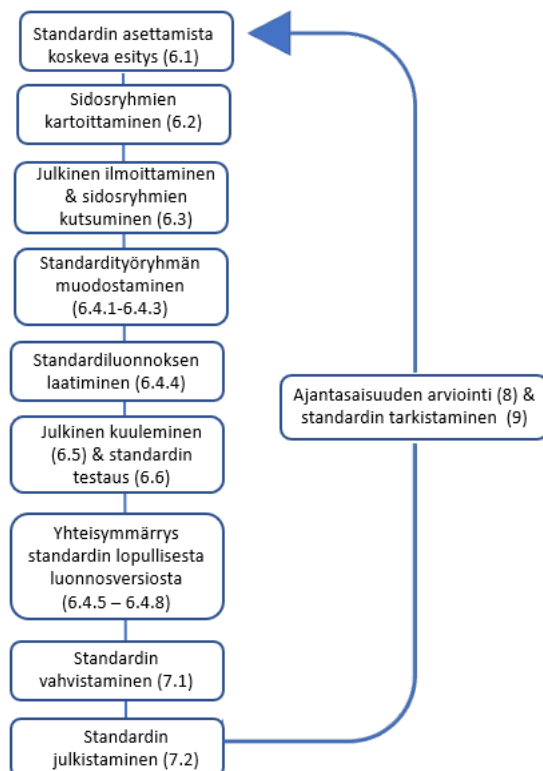 Standardin asettamista
koskeva esitys (6.1)
Sidosryhmien
kartoittaminen (6.2)
Julkinen ilmoittaminen
& sidosryhmien
kutsuminen (6.3)
Standardityöryhmän
muodostaminen
(6.4.1-6.4.3)
Standardiluonnoksen
laatiminen (6.4.4)
Julkinen kuuleminen
(6.5) & standardin
testaus (6.6)
Yhteisymmärrys
standardin lopullisesta
luonnosversiosta
(6.4.5 – 6.4.8)
Standardin
vahvistaminen (7.1)
Standardin
julkistaminen (7.2)
Ajantasaisuuden arviointi (8) &
standardin tarkistaminen (9)